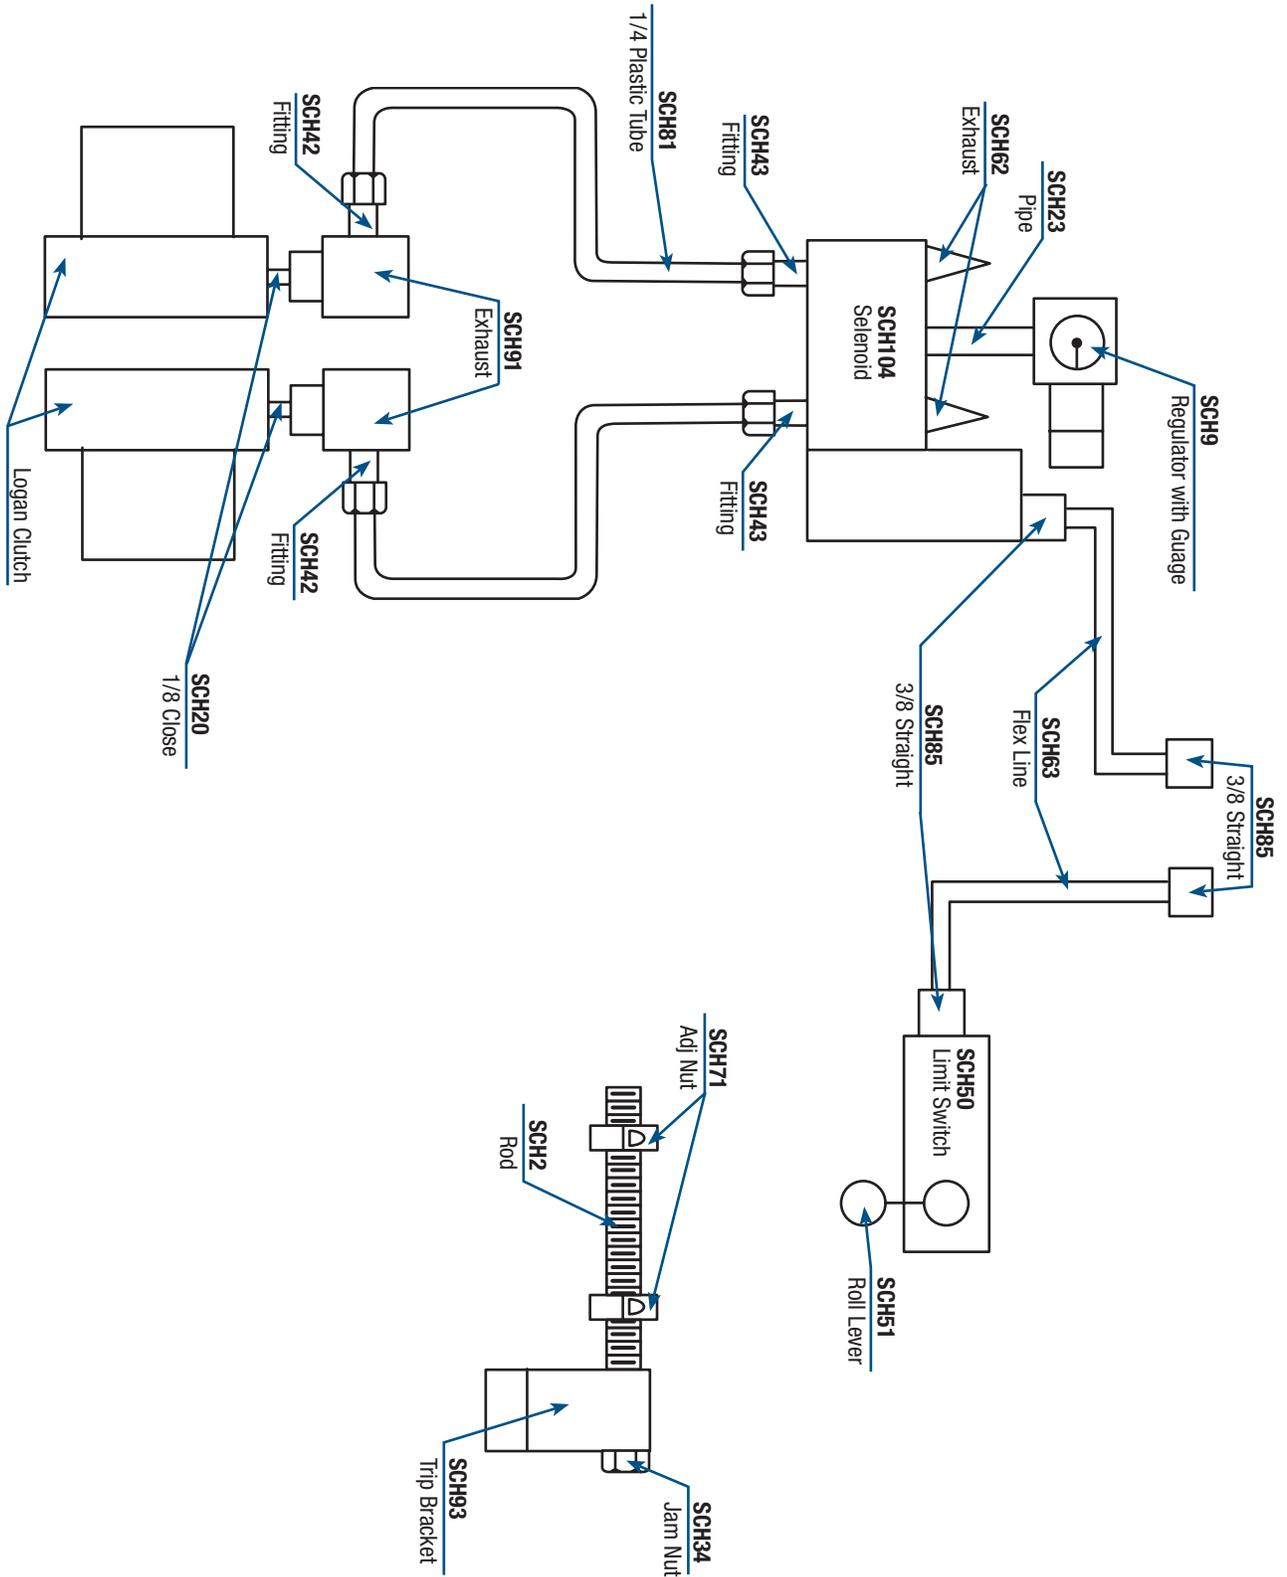 SCH85
3/8 Straight
SCH9
Regulator with Guage
SCH23
Pipe
SCH62
Exhaust
SCH63
Flex Line
SCH85
3/8 Straight
SCH50
Limit Switch
SCH51
Roll Lever
SCH104
Selenoid
SCH43
Fitting
SCH43
Fitting
SCH81
1/4 Plastic Tube
SCH71
Adj Nut
SCH34
Jam Nut
SCH2
Rod
SCH93
Trip Bracket
SCH91
Exhaust
SCH42
Fitting
SCH42
Fitting
SCH20
1/8 Close
Logan Clutch